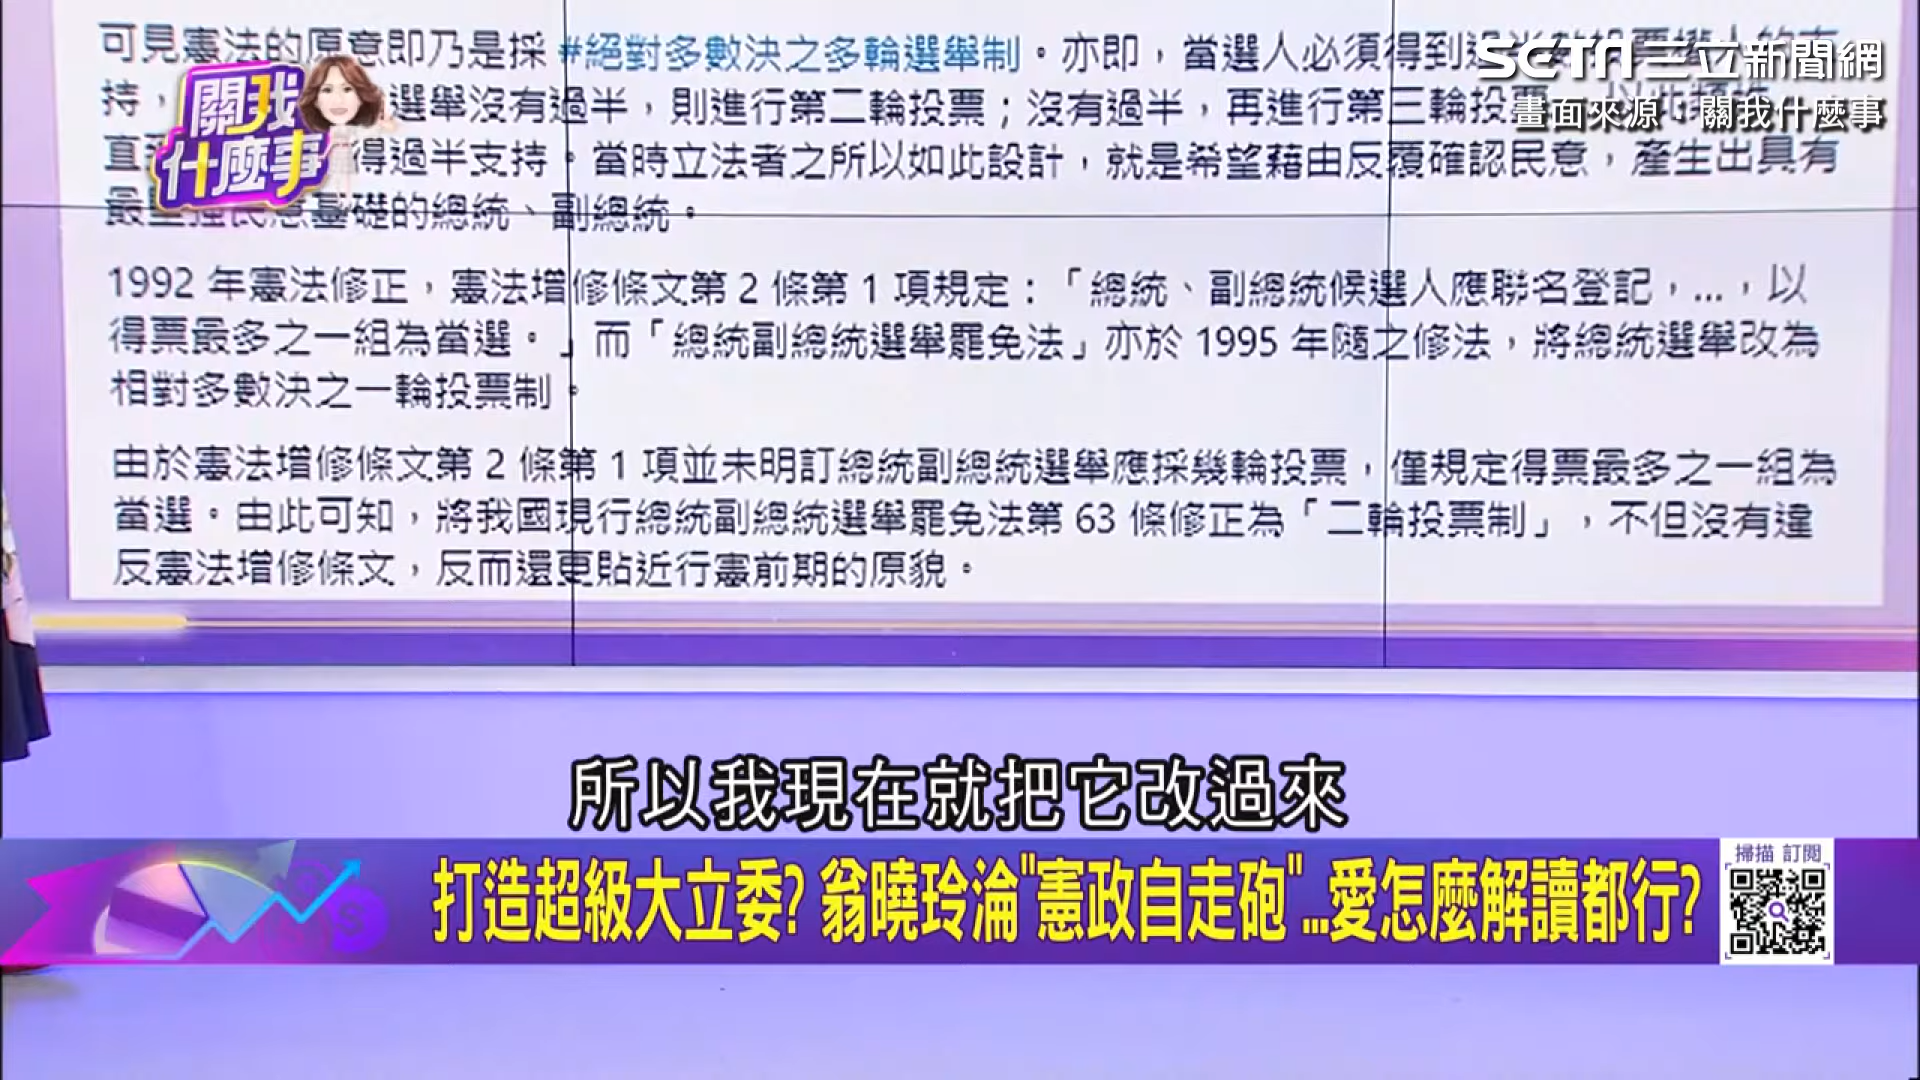 可見憲法的原意即乃是採 #絕對多數決之多輪選舉制。亦即，當選人必須得到過半數投票權人的支
持，選舉沒有過半，則進行第二輪投票；沒有過半，再進行第三輪投票
直得過半支持。當時立法者之所以如此設計，就是希望藉由反覆確認民意，產生出具有
最民意基礎的總統、副總統。
1992 年憲法修正，憲法增修條文第 2 條第 1 項規定：「總統、副總統候選人應聯名登記，...，以
得票最多之一組為當選。」而「總統副總統選舉罷免法」亦於 1995 年隨之修法，將總統選舉改為
相對多數決之一輪投票制。
由於憲法增修條文第 2 條第 1 項並未明訂總統副總統選舉應採幾輪投票，僅規定得票最多之一組為
當選。由此可知，將我國現行總統副總統選舉罷免法第 63 條修正為「二輪投票制」，不但沒有違
反憲法增修條文，反而還更貼近行憲前期的原貌。
關我
什麼事
SETN三立新聞網
畫面來源：關我什麼事
所以我現在就把它改過來
打造超級大立委? 翁曉玲淪"憲政自走砲"...愛怎麼解讀都行?
掃描 訂閱